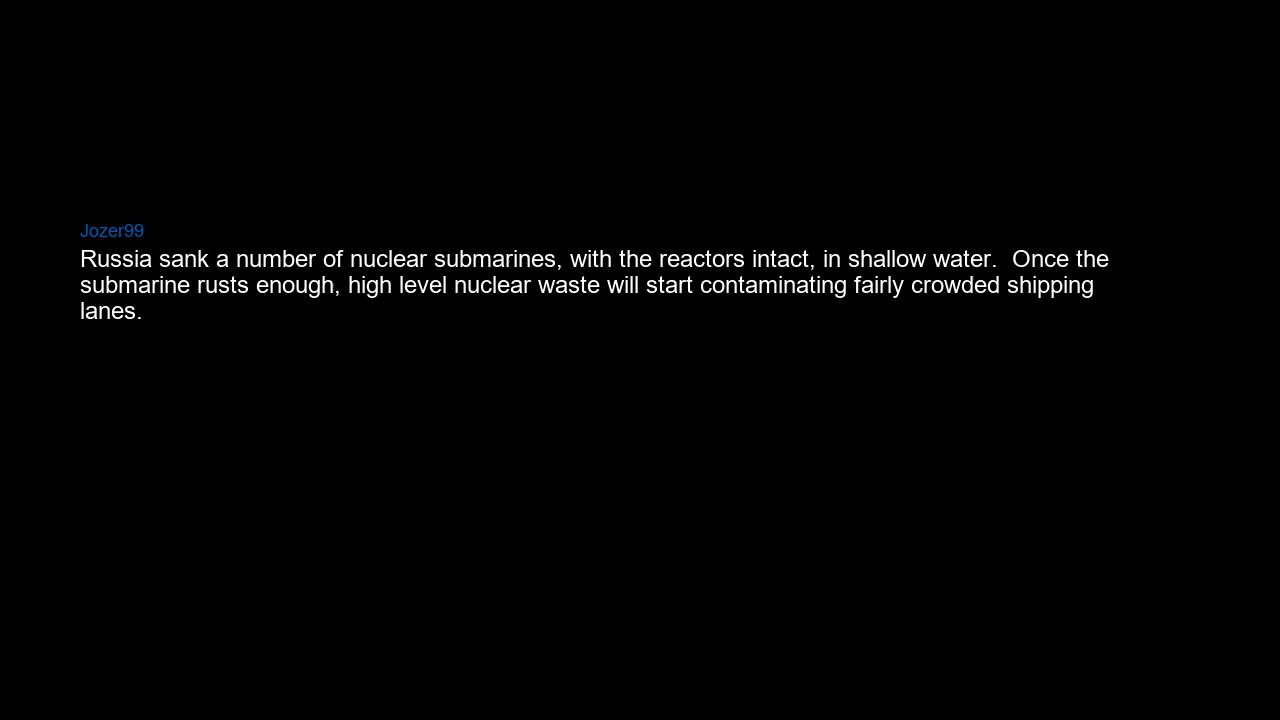 Jozer99
Russia sank a number of nuclear submarines, with the reactors intact, in shallow water.  Once the
submarine rusts enough, high level nuclear waste will start contaminating fairly crowded shipping
lanes.